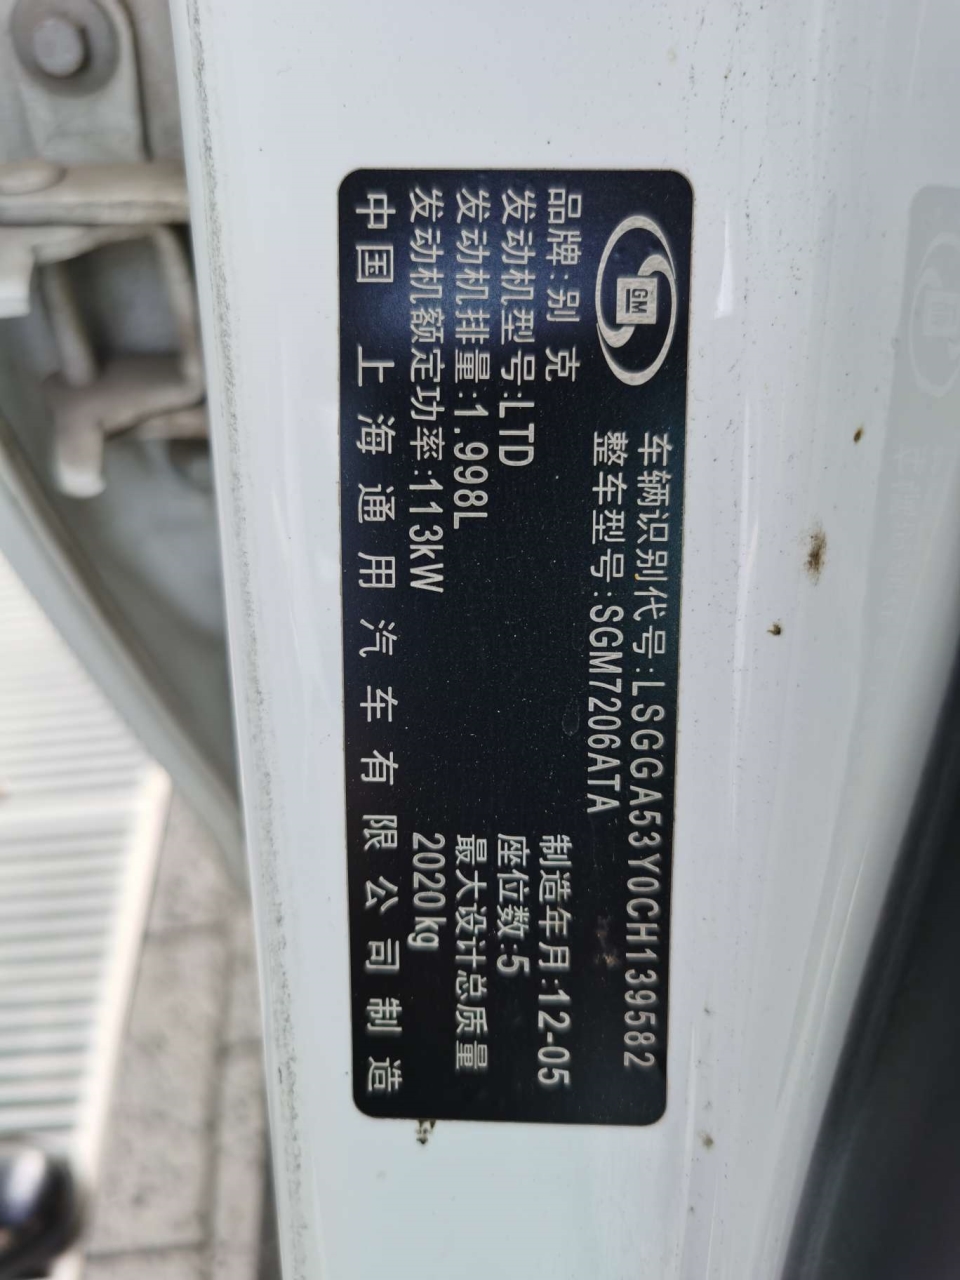 GM
车辆识别代号:LSGGA53Y0CH139582
整车型号:SGM7206ATA
品牌:别克
制造年月:12-05
发动机型号:LTD
座位数:5
发动机排量:1.998L
最大设计总质量
发动机额定功率:113kW
2020kg
中国 上海通用汽车有限公司制造